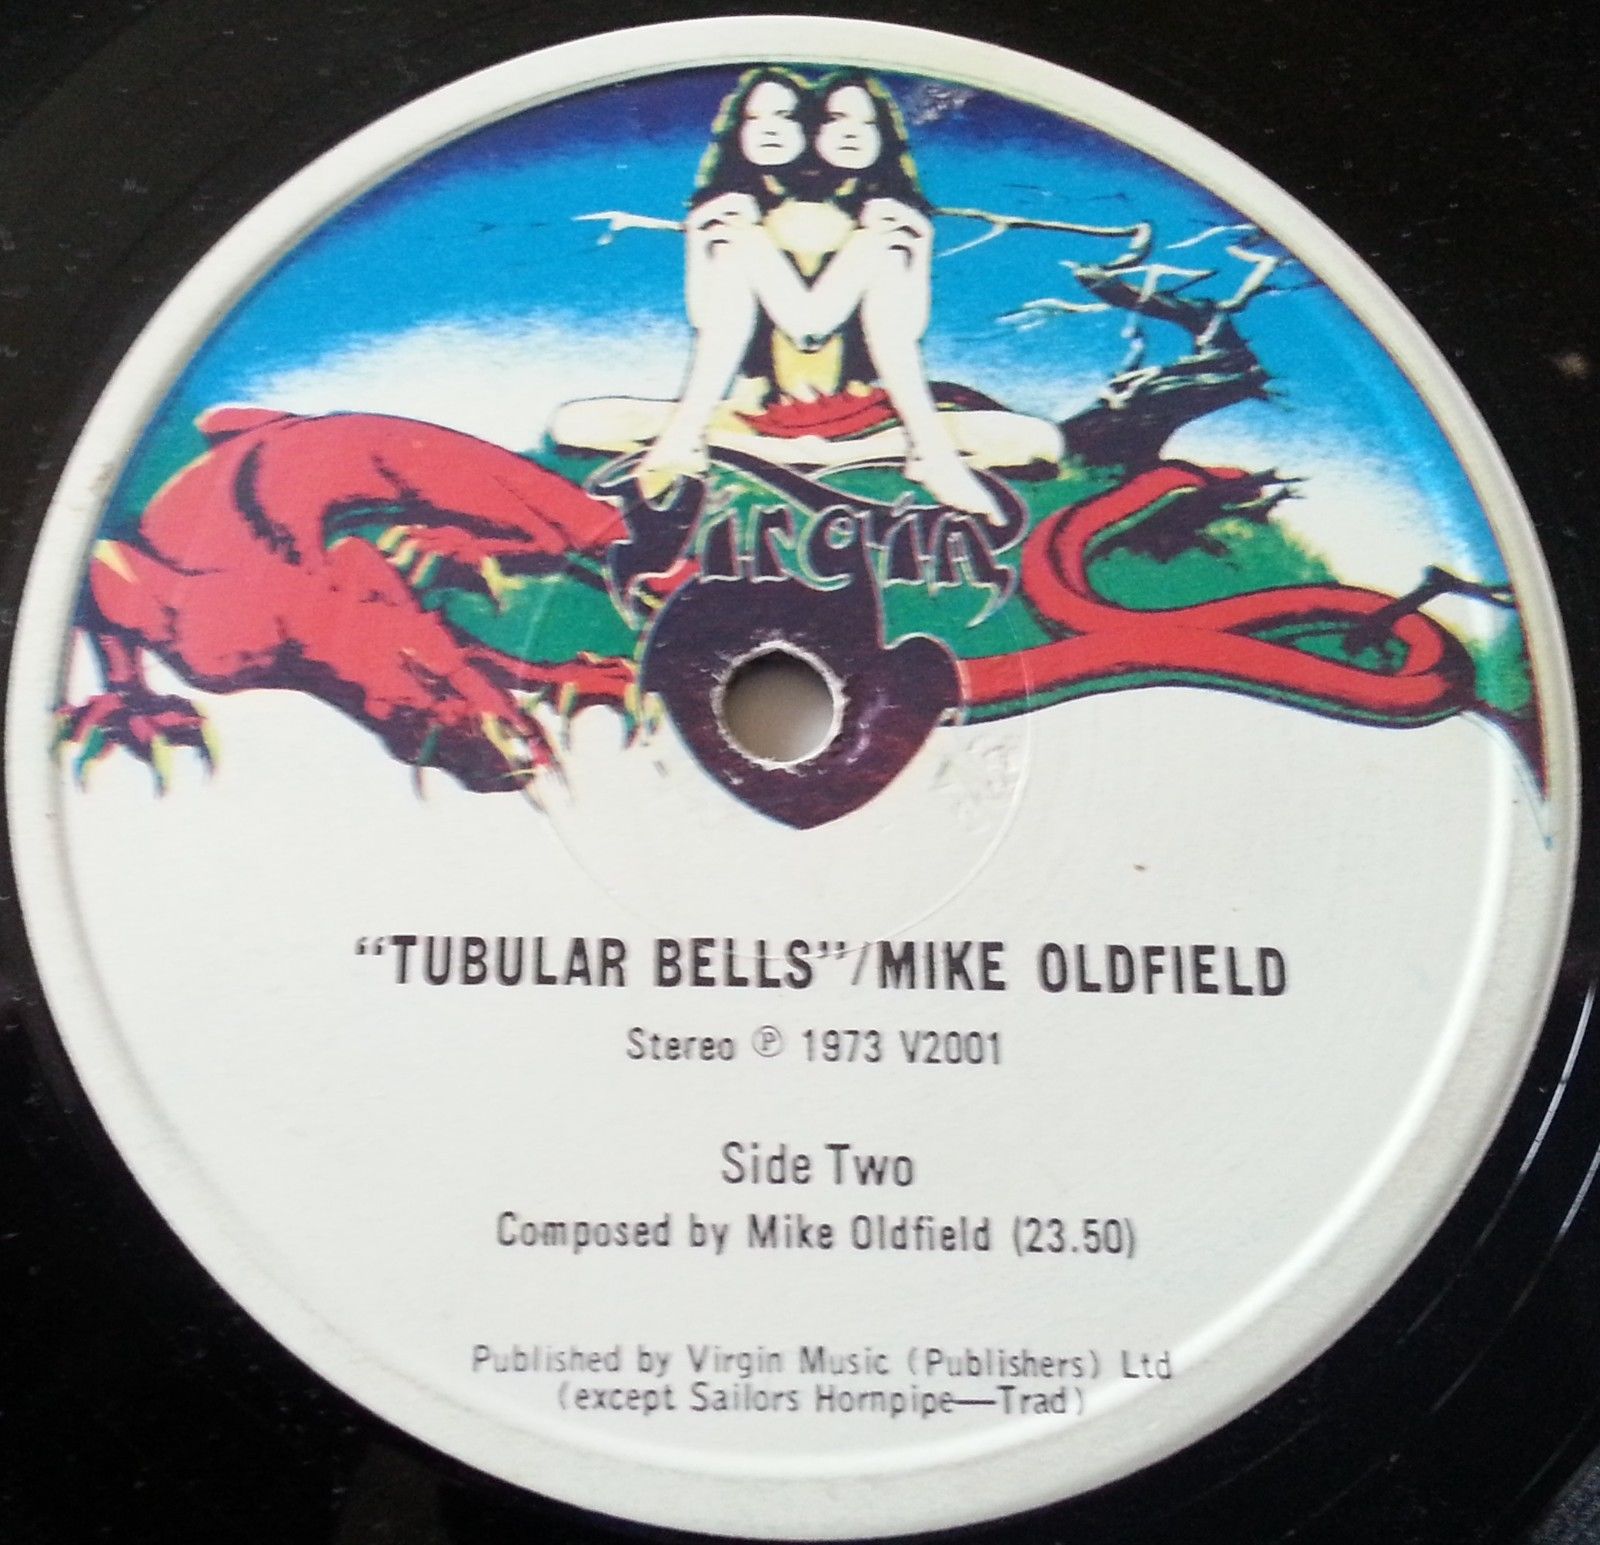 Virgin
“TUBULAR BELLS”/MIKE OLDFIELD
Stereo ℗ 1973 V2001
Side Two
Composed by Mike Oldfield (23.50)
Published by Virgin Music (Publishers) Ltd
(except Sailors Hornpipe—Trad)